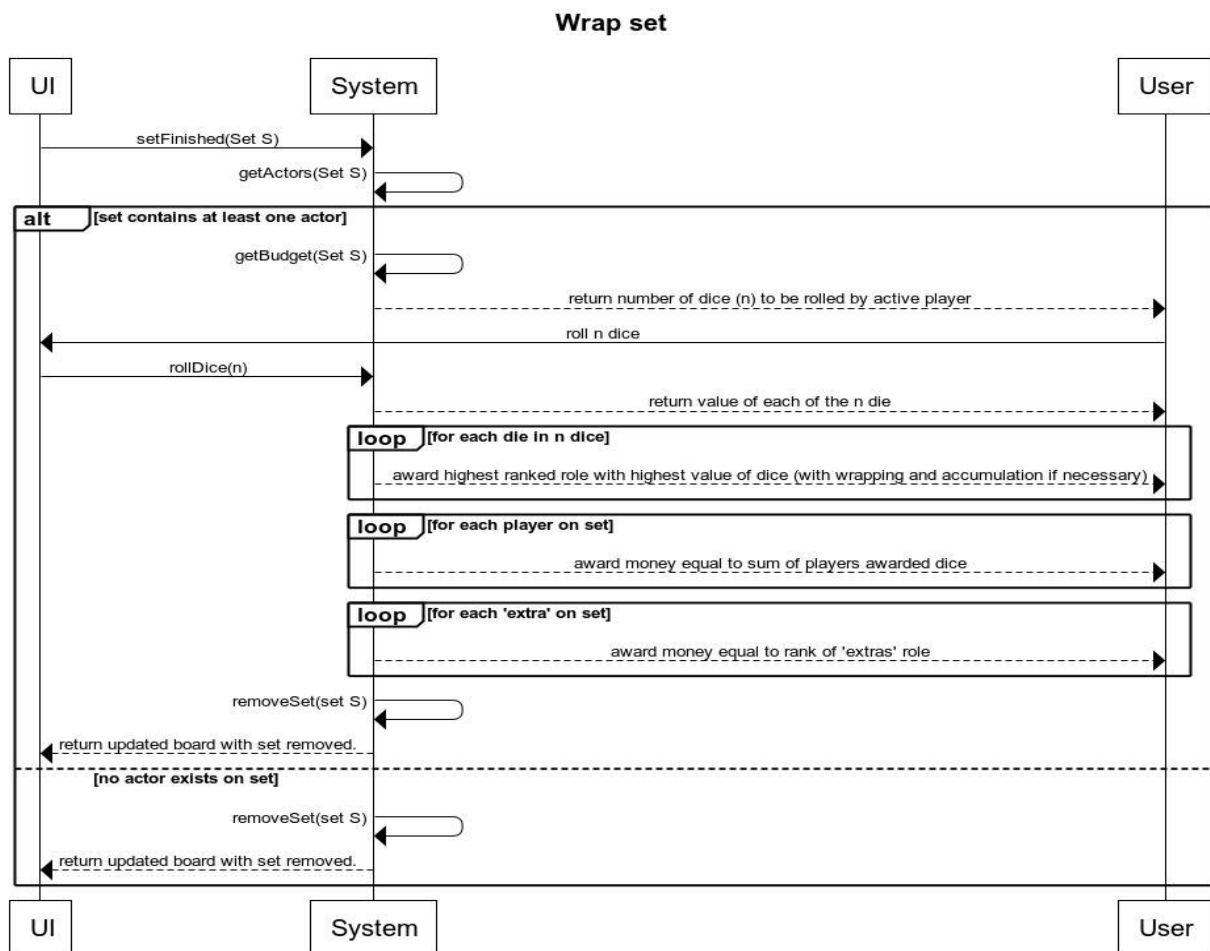 Wrap set
UI
System
User
setFinished(Set S)
getActors(Set S)
alt
[set contains at least one actor]
getBudget(Set S)
return number of dice (n) to be rolled by active player
roll n dice
rollDice(n)
return value of each of the n die
loop
[for each die in n dice]
award highest ranked role with highest value of dice (with wrapping and accumulation if necessary)
loop
[for each player on set]
award money equal to sum of players awarded dice
loop
[for each 'extra' on set]
award money equal to rank of 'extras' role
removeSet(set S)
return updated board with set removed.
[no actor exists on set]
removeSet(set S)
return updated board with set removed.
UI
System
User